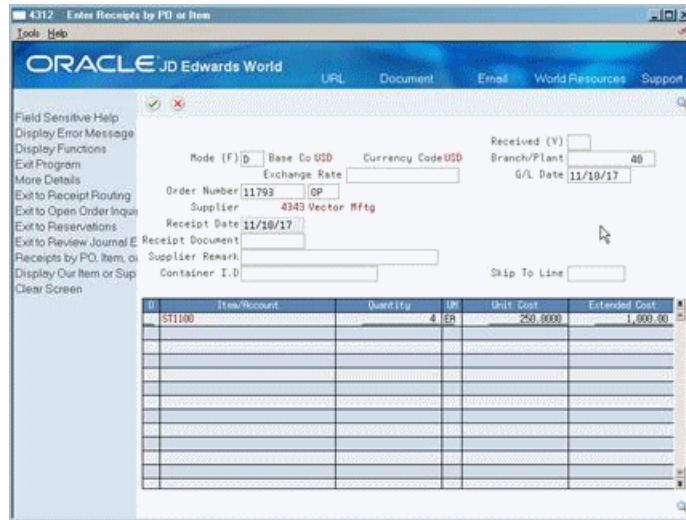 4312 Enter Receipts by PO or Item
Tools Help
ORACLE JD Edwards World
URL Document Email World Resources Support
Field Sensitive Help
Display Error Message
Display Functions
Exit Program
More Details
Exit to Receipt Routing
Exit to Open Order Inqui
Exit to Reservations
Exit to Review Journal E
Receipts by PO, Item, o
Display Our Item or Sup
Clear Screen
Received (Y)
Mode (F) D Base Co USD Currency Code USD Branch/Plant 40
Exchange Rate G/L Date 11/10/17
Order Number 11793 OP
Supplier 4343 Vector Mftg
Receipt Date 11/10/17
Receipt Document
Supplier Remark
Container I.D Skip To Line
O Item/Account Quantity UM Unit Cost Extended Cost
ST1100 4 EA 250.0000 1,000.00